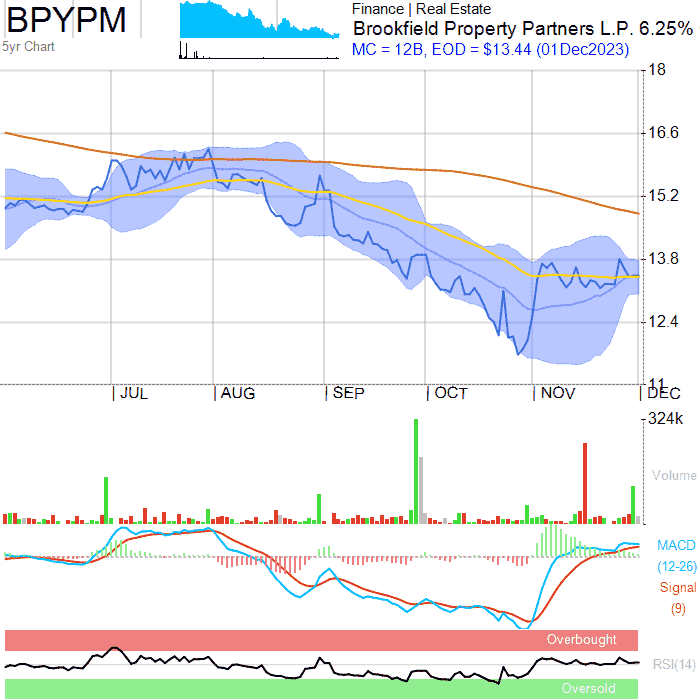 BPYPM
5yr Chart
Finance | Real Estate
Brookfield Property Partners L.P. 6.25%
MC = 12B, EOD = $13.44 (01Dec2023)
18
16.6
15.2
13.8
12.4
11
JUL
AUG
SEP
OCT
NOV
DEC
324k
Volume
MACD
(12-26)
Signal
(9)
Overbought
RSI(14)
Oversold